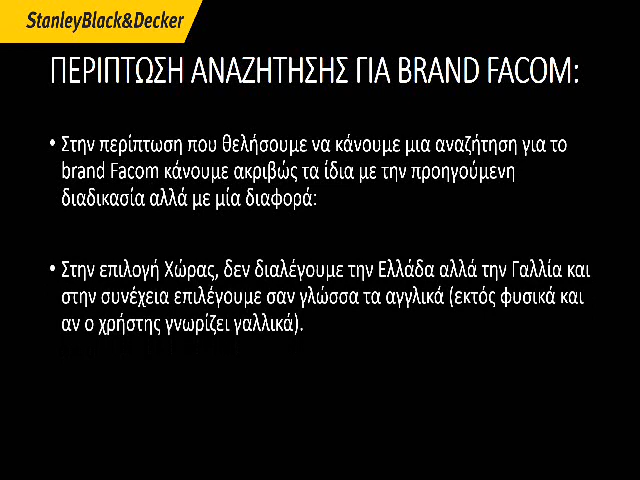 StanleyBlack&Decker
ΠΕΡΙΠΤΩΣΗ ΑΝΑΖΗΤΗΣΗΣ ΓΙΑ BRAND FACOM:
• Στην περίπτωση που θελήσουμε να κάνουμε μια αναζήτηση για το
brand Facom κάνουμε ακριβώς τα ίδια με την προηγούμενη
διαδικασία αλλά με μία διαφορά:
• Στην επιλογή Χώρας, δεν διαλέγουμε την Ελλάδα αλλά την Γαλλία και
στην συνέχεια επιλέγουμε σαν γλώσσα τα αγγλικά (εκτός φυσικά και
αν ο χρήστης γνωρίζει γαλλικά).